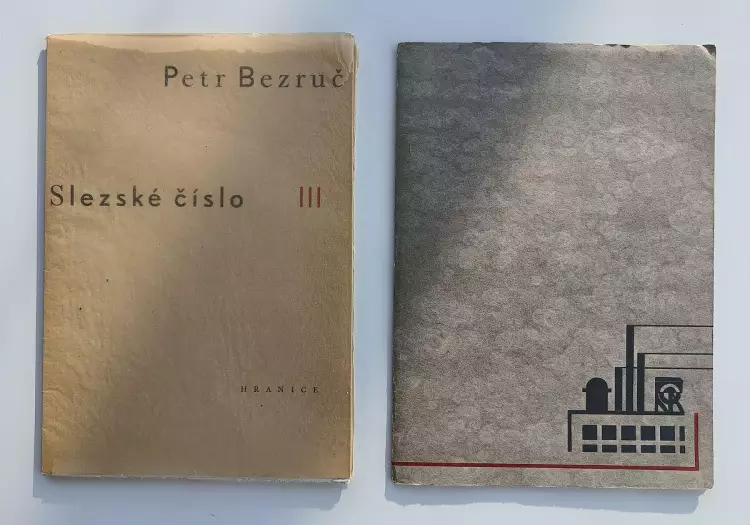 Petr Bezruč
Slezské číslo III
HRANICE